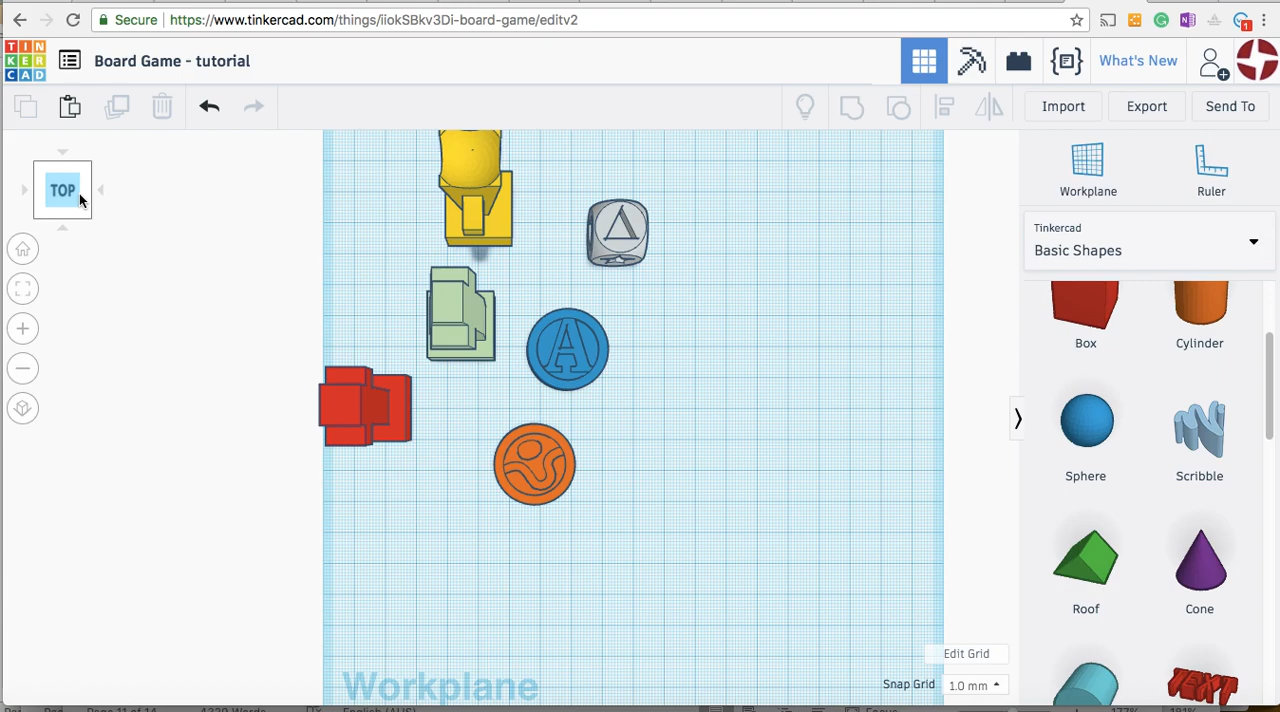 Secure https://www.tinkercad.com/things/iiokSBkv3Di-board-game/editv2
1
TIN
KER
CAD
Board Game - tutorial
What's New
Import
Export
Send To
TOP
Workplane
Ruler
Tinkercad
Basic Shapes
A
Box
Cylinder
Sphere
Scribble
Roof
Cone
TEXT
Edit Grid
Snap Grid 1.0 mm
Workplane